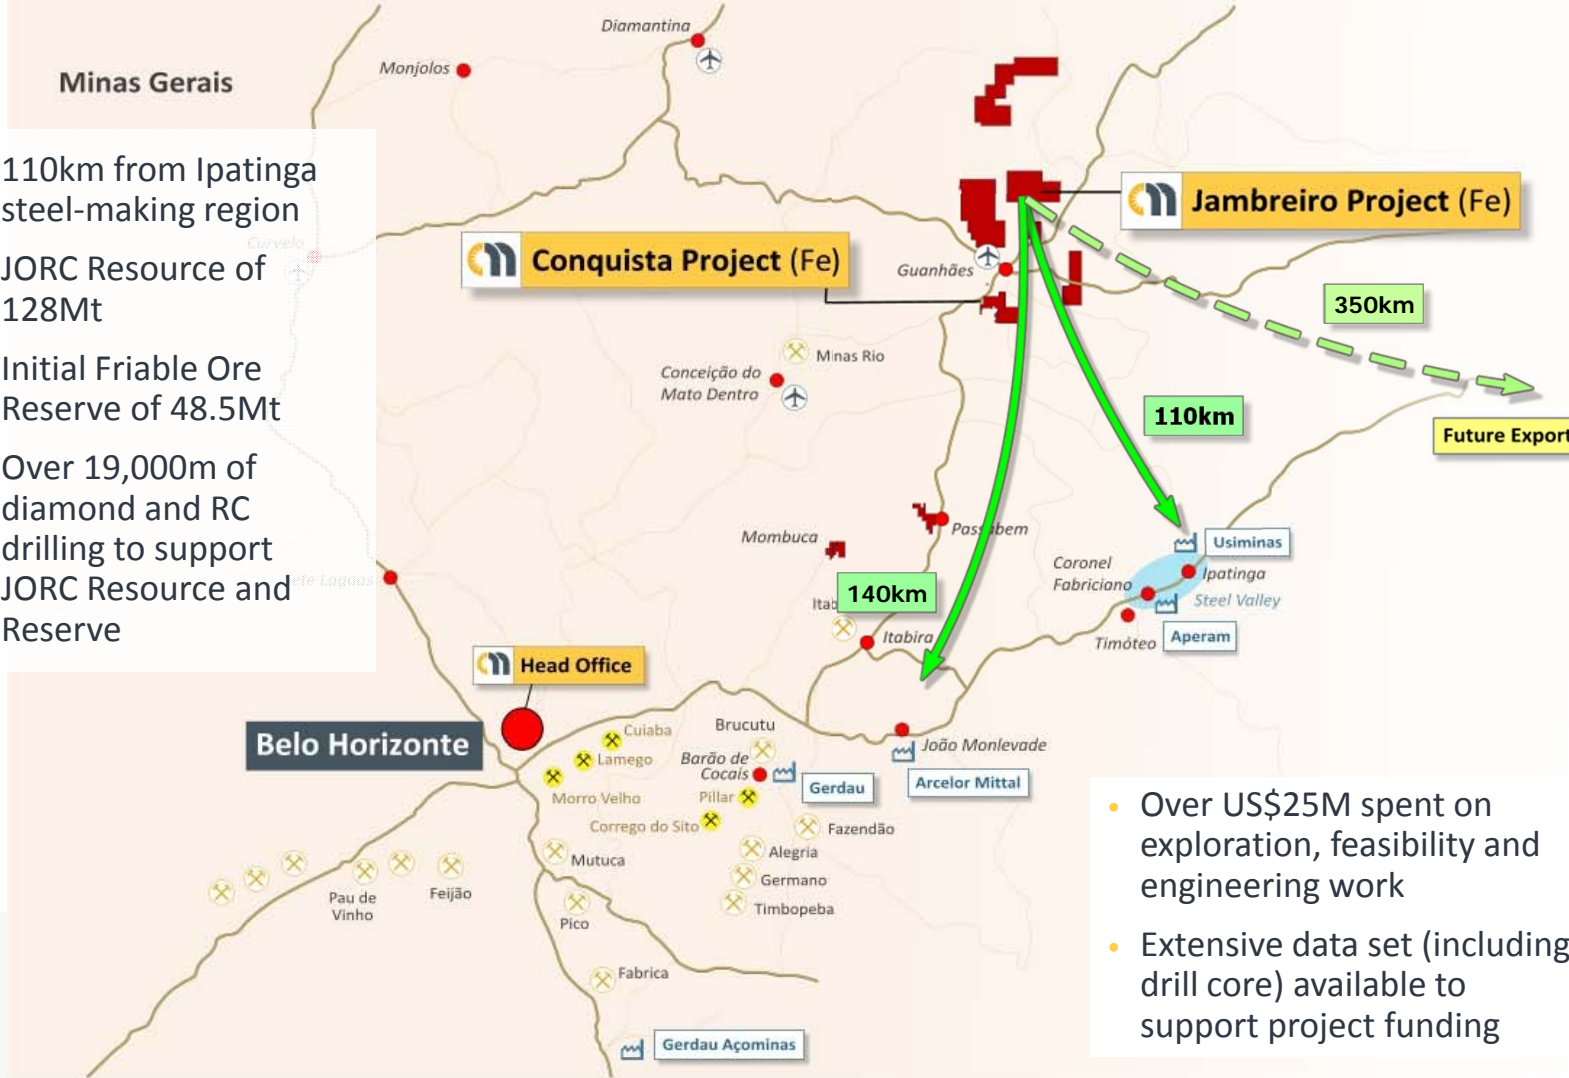 Minas Gerais
Diamantina
Monjolos
110km from Ipatinga
steel-making region
Curvelo
JORC Resource of
128Mt
Initial Friable Ore
Reserve of 48.5Mt
Over 19,000m of
diamond and RC
drilling to support
JORC Resource and
Reserve
Jambreiro Project (Fe)
Conquista Project (Fe)
Guanhães
350km
Minas Rio
Conceição do
Mato Dentro
110km
Future Export
Passabem
Mombuca
Usiminas
Coronel
Fabriciano
Ipatinga
Steel Valley
140km
Itab
Itabira
Timóteo
Aperam
ete Lagoas
Head Office
Belo Horizonte
Cuiaba
Lamego
Morro Velho
Brucutu
Barão de
Cocais
Gerdau
Pillar
Corrego do Sito
João Monlevade
Arcelor Mittal
Fazendão
Alegria
Germano
Timbopeba
Mutuca
Pau de
Vinho
Feijão
Pico
Fabrica
Gerdau Açominas
• Over US$25M spent on
exploration, feasibility and
engineering work
• Extensive data set (including
drill core) available to
support project funding